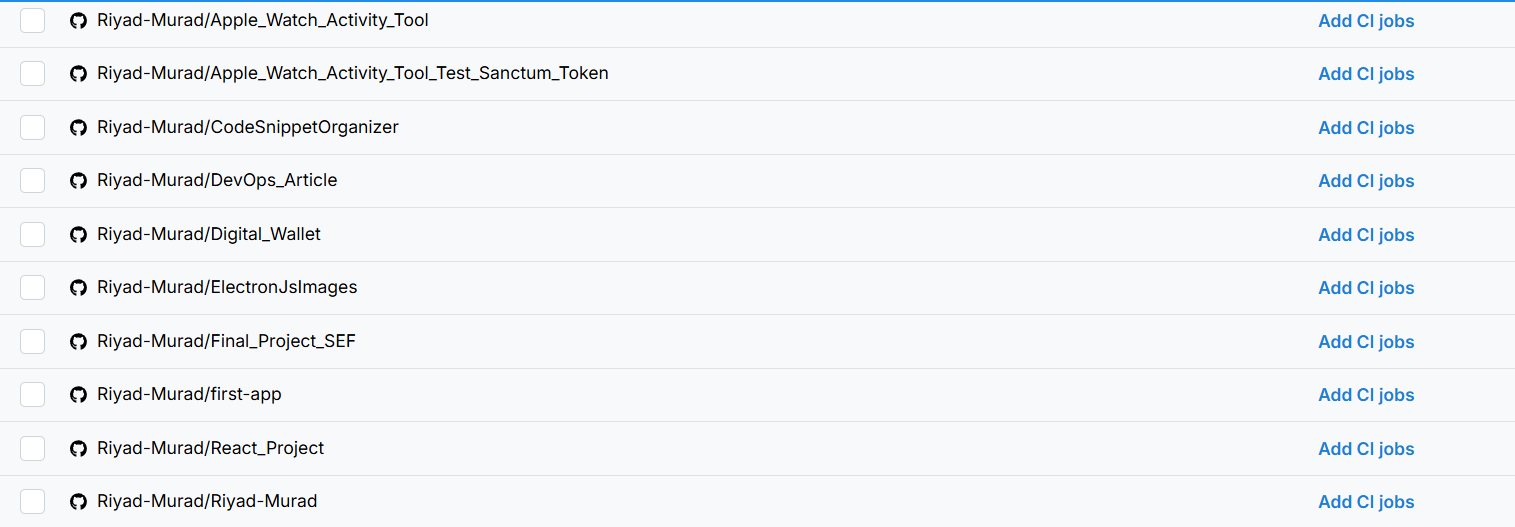 Riyad-Murad/Apple_Watch_Activity_Tool Add CI jobs
Riyad-Murad/Apple_Watch_Activity_Tool_Test_Sanctum_Token Add CI jobs
Riyad-Murad/CodeSnippetOrganizer Add CI jobs
Riyad-Murad/DevOps_Article Add CI jobs
Riyad-Murad/Digital_Wallet Add CI jobs
Riyad-Murad/ElectronJsImages Add CI jobs
Riyad-Murad/Final_Project_SEF Add CI jobs
Riyad-Murad/first-app Add CI jobs
Riyad-Murad/React_Project Add CI jobs
Riyad-Murad/Riyad-Murad Add CI jobs